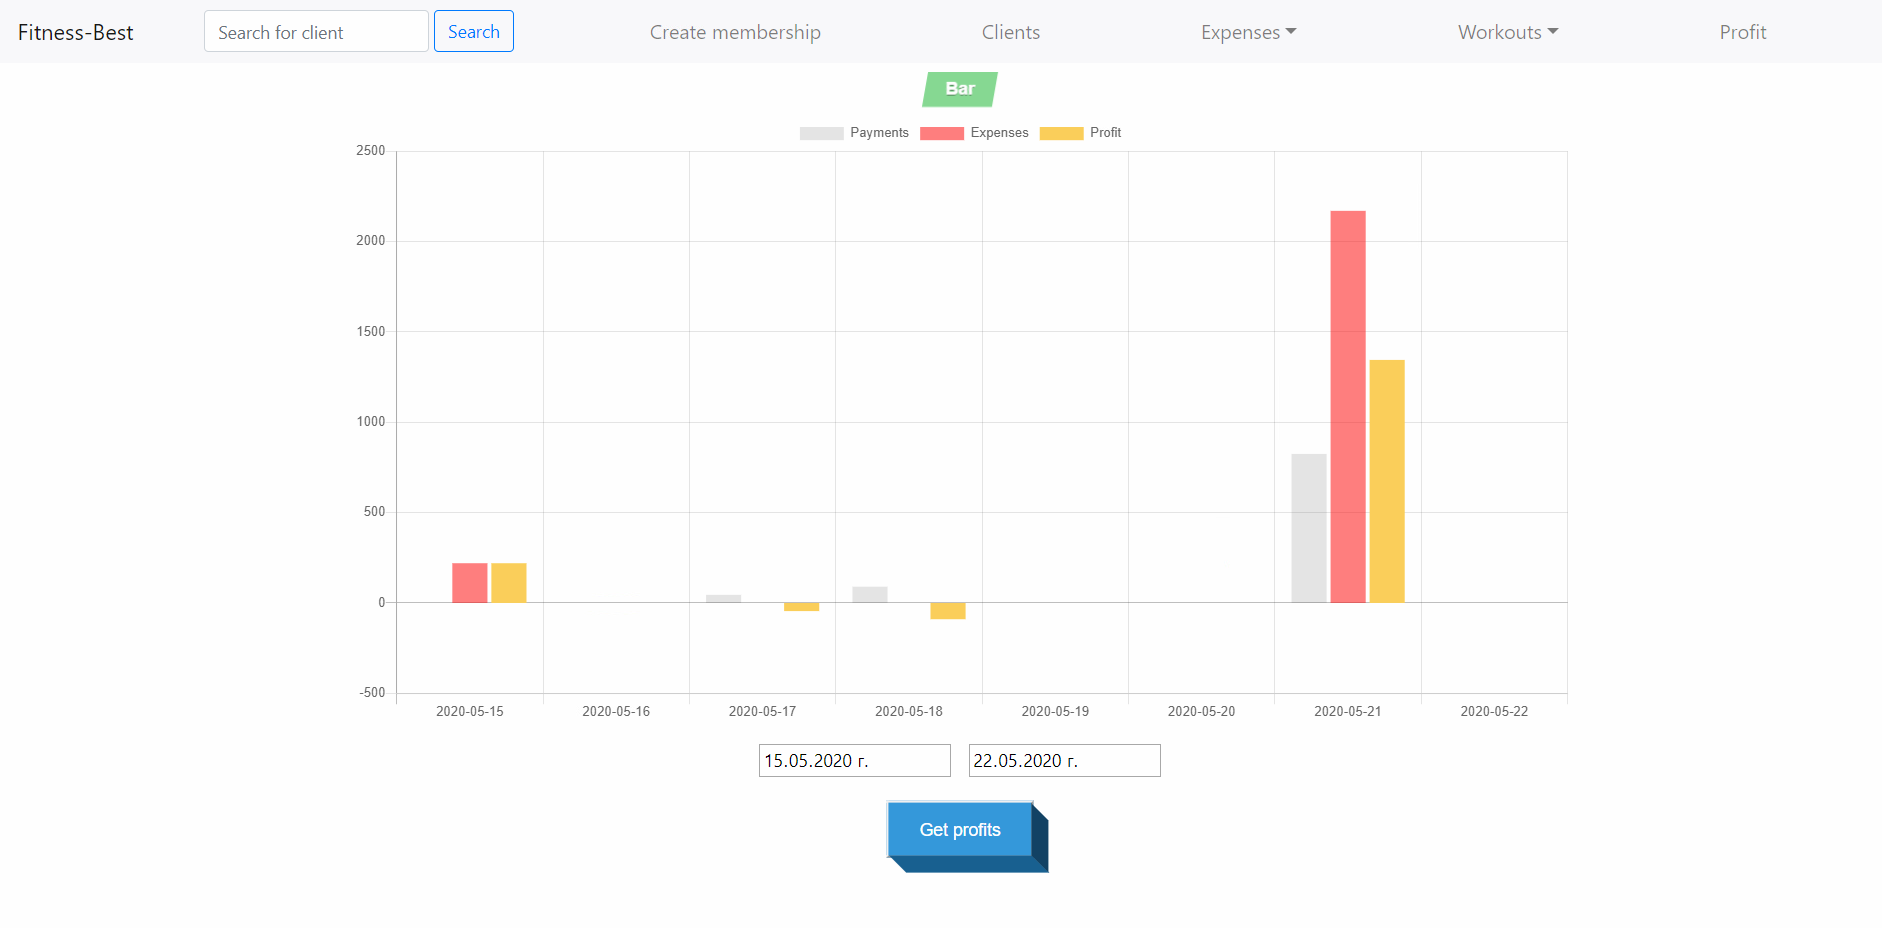 Fitness-Best Search for client Search Create membership Clients Expenses Workouts Profit
Bar
Payments Expenses Profit
2500
2000
1500
1000
500
0
-500
2020-05-15 2020-05-16 2020-05-17 2020-05-18 2020-05-19 2020-05-20 2020-05-21 2020-05-22
15.05.2020 г. 22.05.2020 г.
Get profits